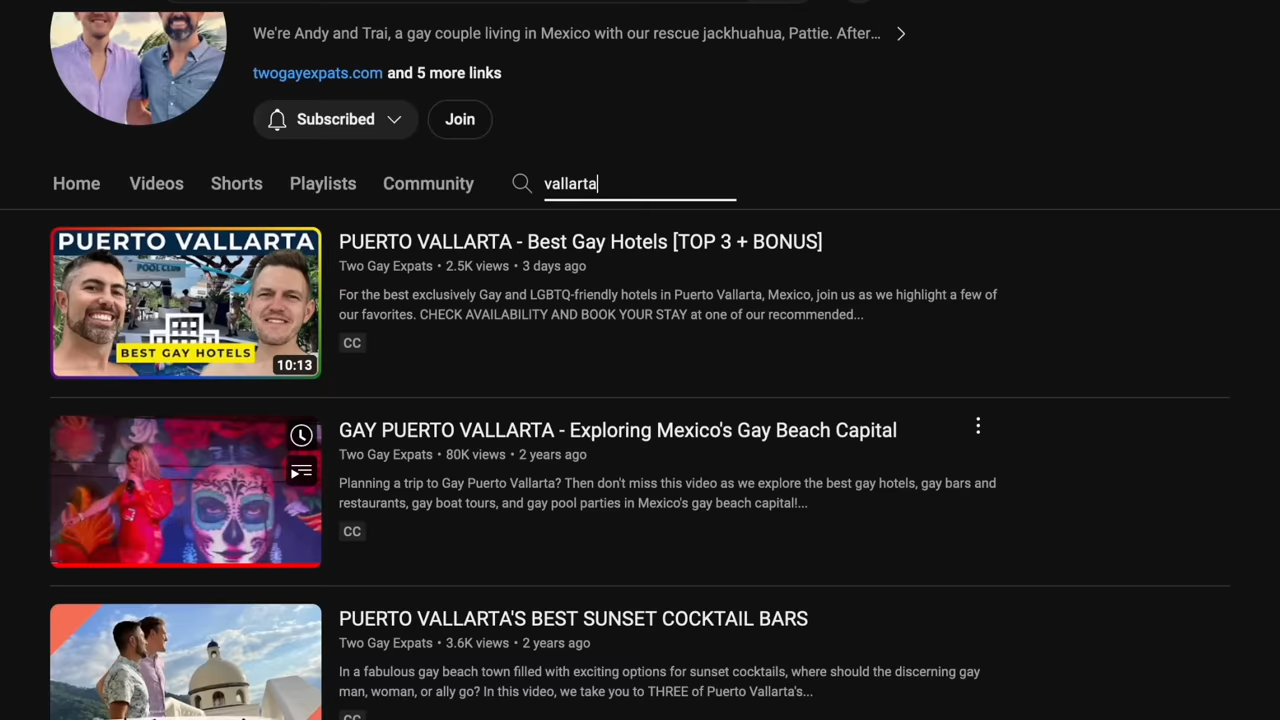 We're Andy and Trai, a gay couple living in Mexico with our rescue jackhuahua, Pattie. After...
twogayexpats.com and 5 more links
Subscribed
Join
Home
Videos
Shorts
Playlists
Community
vallarta
PUERTO VALLARTA
POOL CLUB
BEST GAY HOTELS
10:13
PUERTO VALLARTA - Best Gay Hotels [TOP 3 + BONUS]
Two Gay Expats • 2.5K views • 3 days ago
For the best exclusively Gay and LGBTQ-friendly hotels in Puerto Vallarta, Mexico, join us as we highlight a few of
our favorites. CHECK AVAILABILITY AND BOOK YOUR STAY at one of our recommended...
CC
GAY PUERTO VALLARTA - Exploring Mexico's Gay Beach Capital
Two Gay Expats • 80K views • 2 years ago
Planning a trip to Gay Puerto Vallarta? Then don't miss this video as we explore the best gay hotels, gay bars and
restaurants, gay boat tours, and gay pool parties in Mexico's gay beach capital!...
CC
PUERTO VALLARTA'S BEST SUNSET COCKTAIL BARS
Two Gay Expats • 3.6K views • 2 years ago
In a fabulous gay beach town filled with exciting options for sunset cocktails, where should the discerning gay
man, woman, or ally go? In this video, we take you to THREE of Puerto Vallarta's...
CC